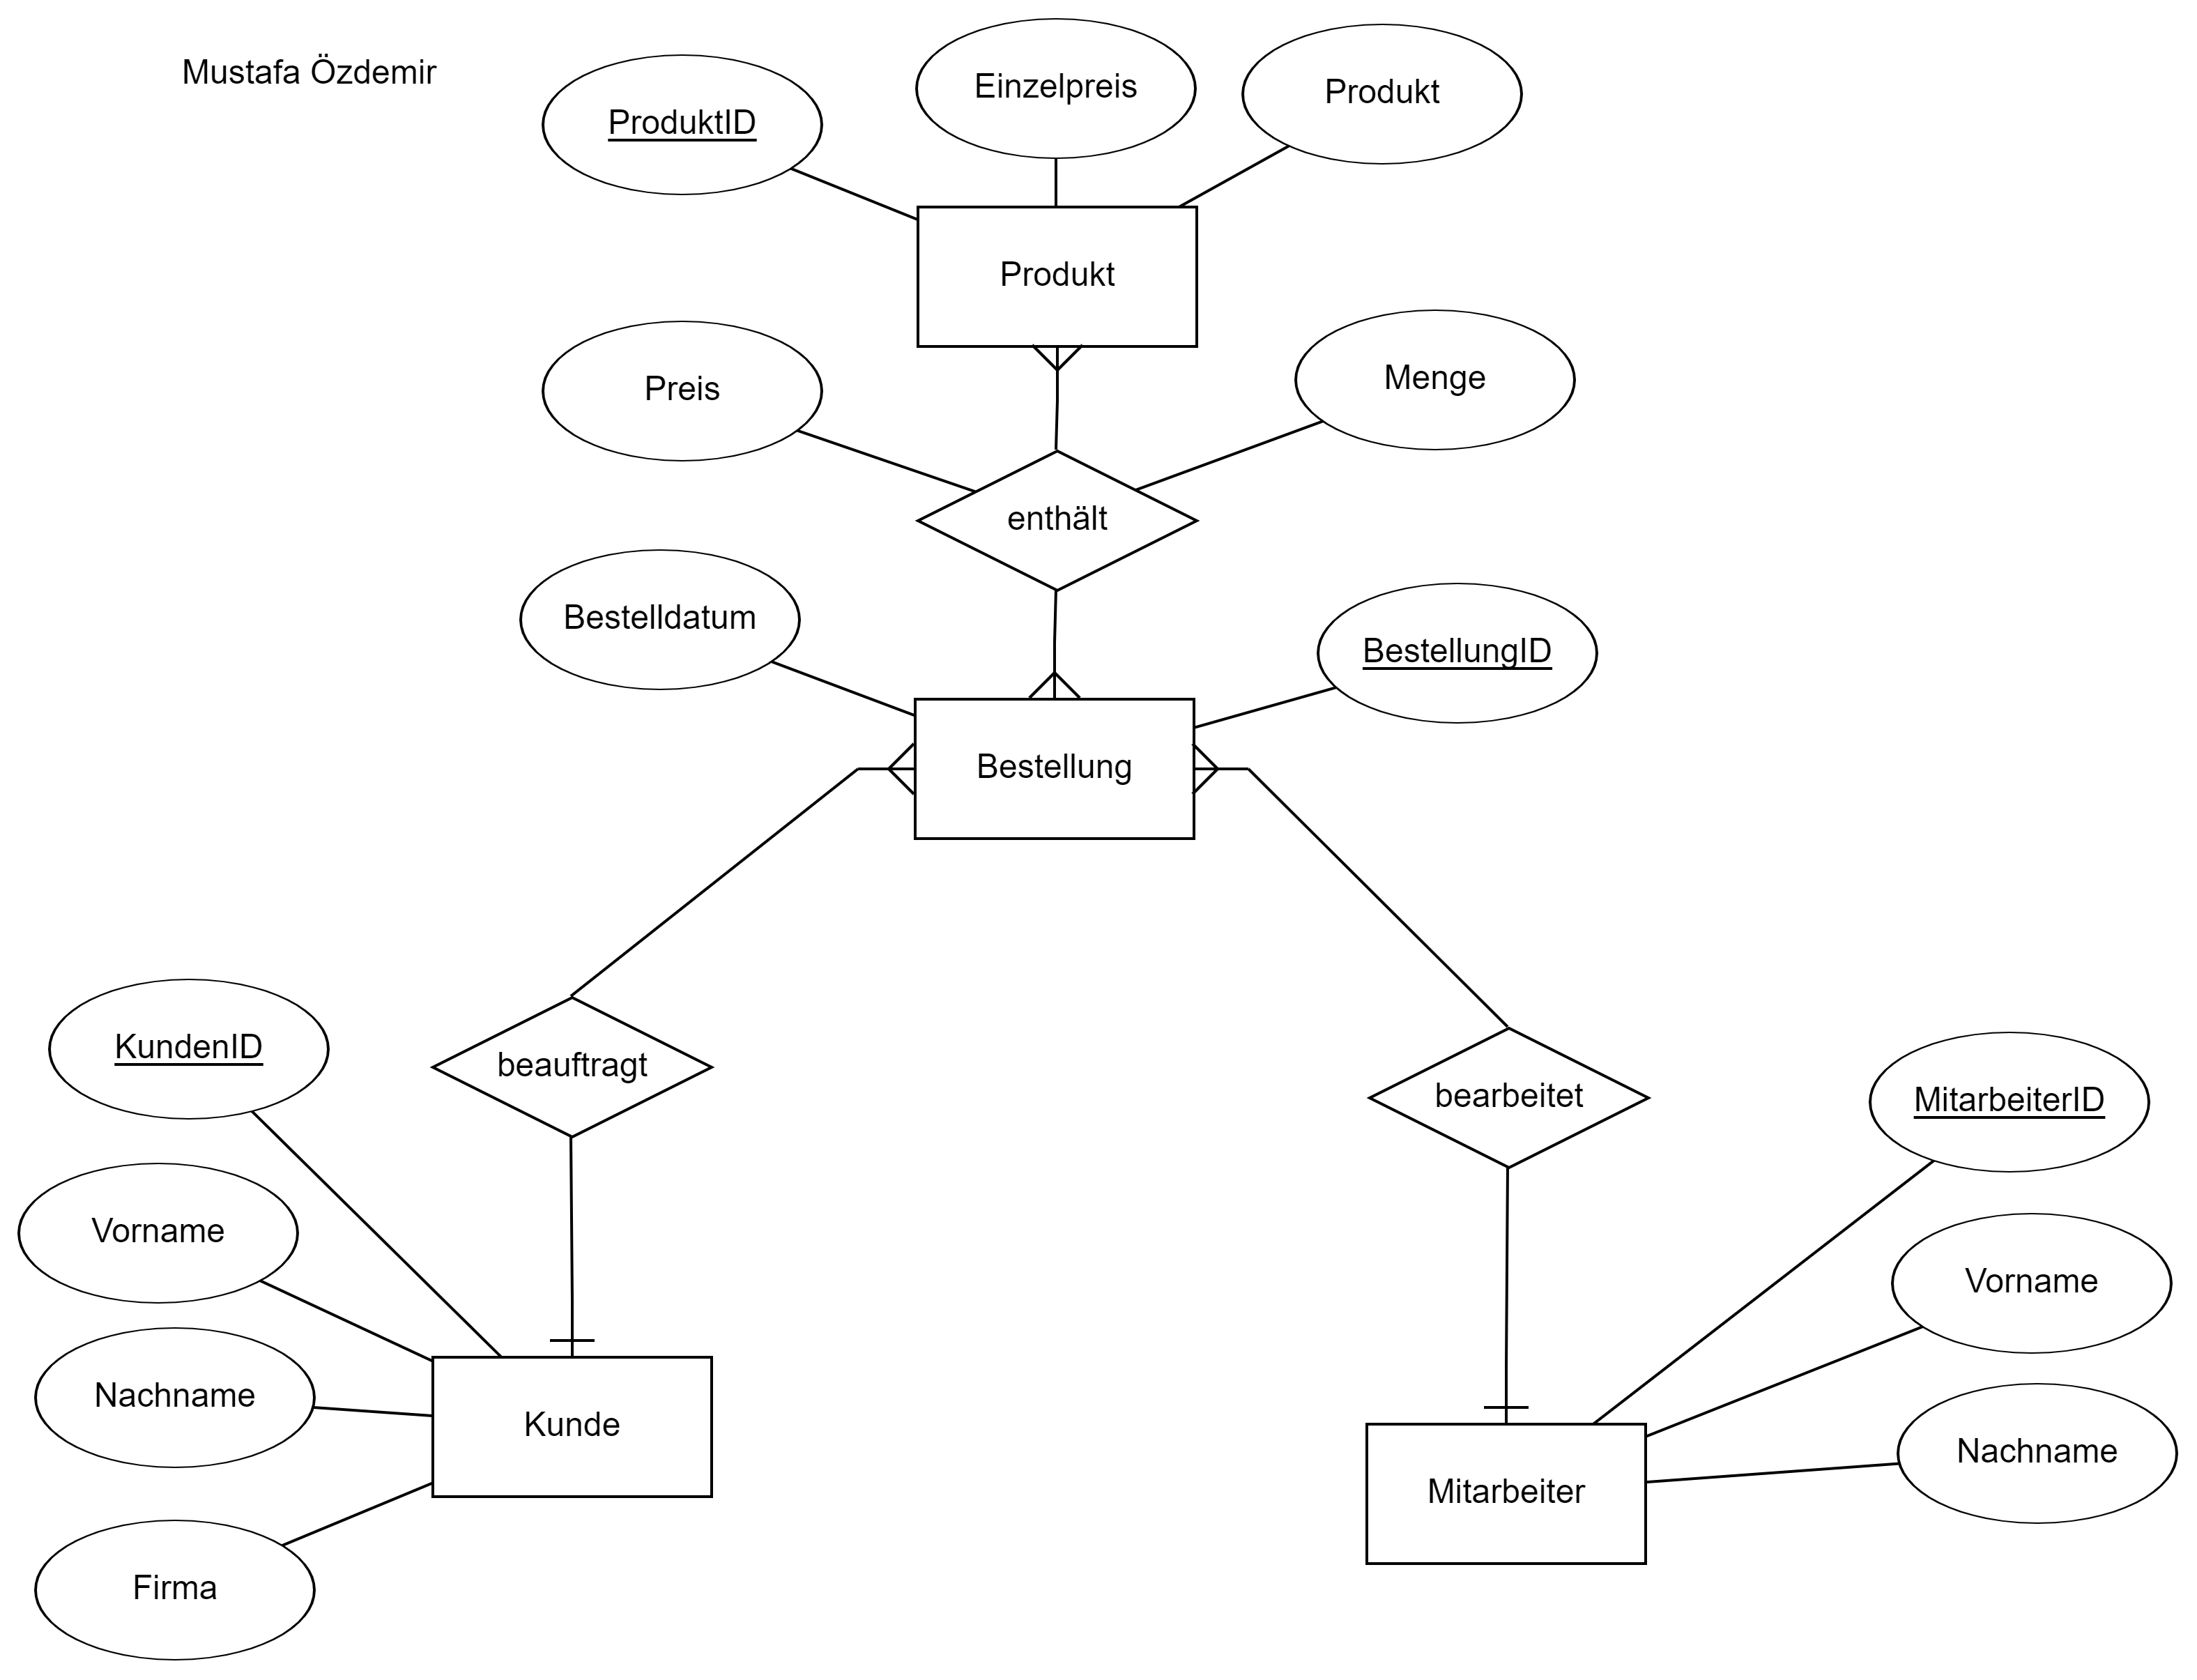 Mustafa Özdemir
ProduktID
Einzelpreis
Produkt
Produkt
Preis
Menge
enthält
Bestelldatum
BestellungID
Bestellung
KundenID
beauftragt
bearbeitet
MitarbeiterID
Vorname
Vorname
Nachname
Kunde
Nachname
Mitarbeiter
Firma